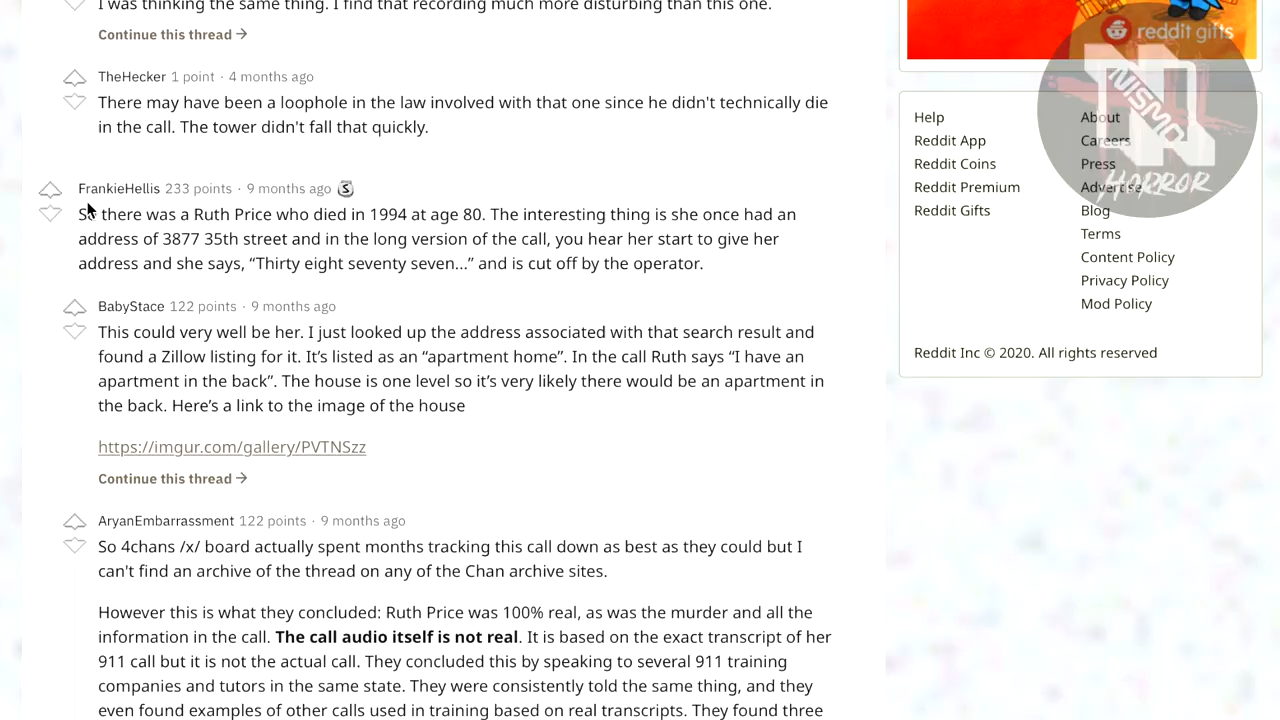 I was thinking the same thing. I find that recording much more disturbing than this one.
Continue this thread →
TheHecker 1 point · 4 months ago
There may have been a loophole in the law involved with that one since he didn't technically die
in the call. The tower didn't fall that quickly.
FrankieHellis 233 points · 9 months ago S
So there was a Ruth Price who died in 1994 at age 80. The interesting thing is she once had an
address of 3877 35th street and in the long version of the call, you hear her start to give her
address and she says, “Thirty eight seventy seven...” and is cut off by the operator.
BabyStace 122 points · 9 months ago
This could very well be her. I just looked up the address associated with that search result and
found a Zillow listing for it. It’s listed as an “apartment home”. In the call Ruth says “I have an
apartment in the back”. The house is one level so it’s very likely there would be an apartment in
the back. Here’s a link to the image of the house
https://imgur.com/gallery/PVTNSzz
Continue this thread →
AryanEmbarrassment 122 points · 9 months ago
So 4chans /x/ board actually spent months tracking this call down as best as they could but I
can't find an archive of the thread on any of the Chan archive sites.
However this is what they concluded: Ruth Price was 100% real, as was the murder and all the
information in the call. The call audio itself is not real. It is based on the exact transcript of her
911 call but it is not the actual call. They concluded this by speaking to several 911 training
companies and tutors in the same state. They were consistently told the same thing, and they
even found examples of other calls used in training based on real transcripts. They found three
reddit gifts
NISMO
HORROR
Help
Reddit App
Reddit Coins
Reddit Premium
Reddit Gifts
About
Careers
Press
Advertise
Blog
Terms
Content Policy
Privacy Policy
Mod Policy
Reddit Inc © 2020. All rights reserved